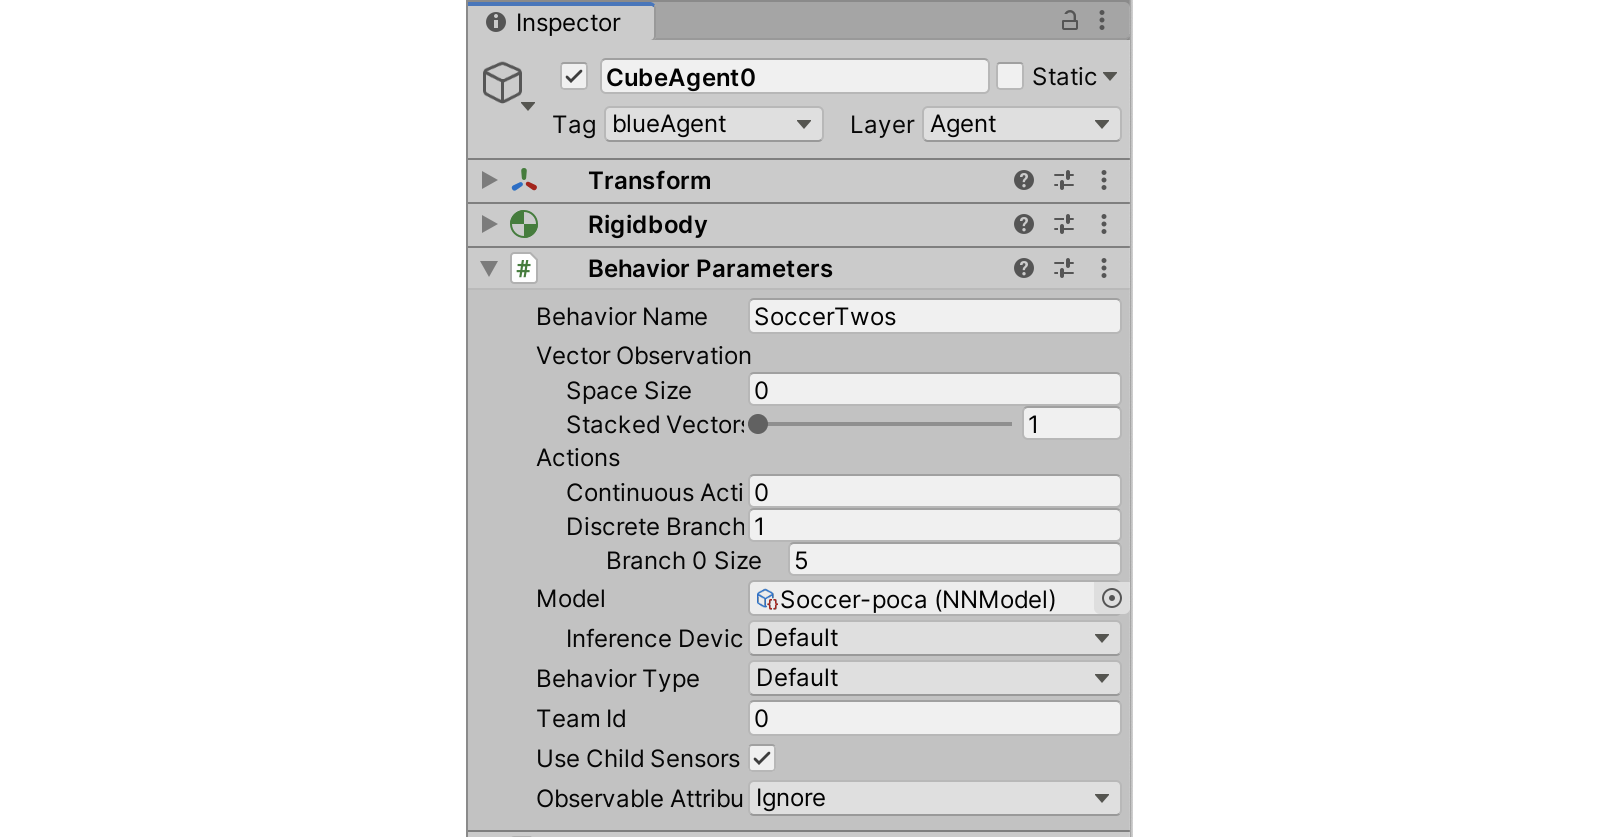 Inspector
CubeAgent0 Static
Tag blueAgent Layer Agent
Transform
Rigidbody
# Behavior Parameters
Behavior Name SoccerTwos
Vector Observation
Space Size 0
Stacked Vectors 1
Actions
Continuous Acti 0
Discrete Branch 1
Branch 0 Size 5
Model Soccer-poca (NNModel)
Inference Devic Default
Behavior Type Default
Team Id 0
Use Child Sensors
Observable Attribu Ignore